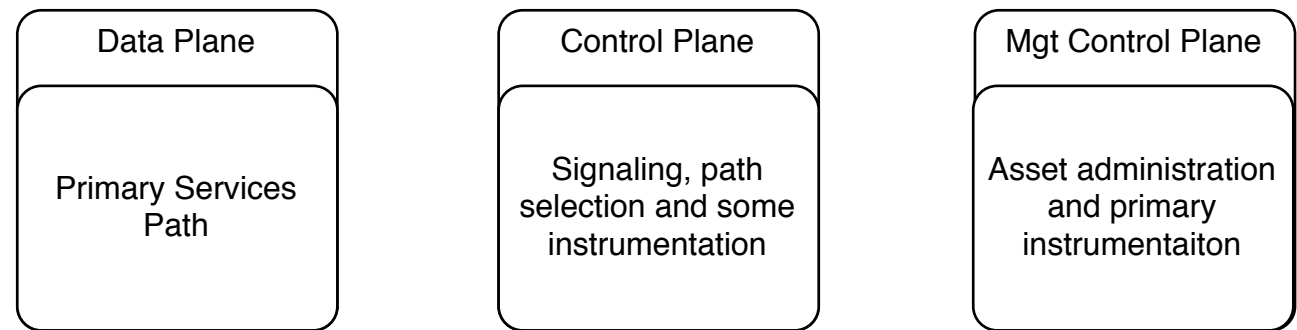 Data Plane
Primary Services
Path
Control Plane
Signaling, path
selection and some
instrumentation
Mgt Control Plane
Asset administration
and primary
instrumentaiton